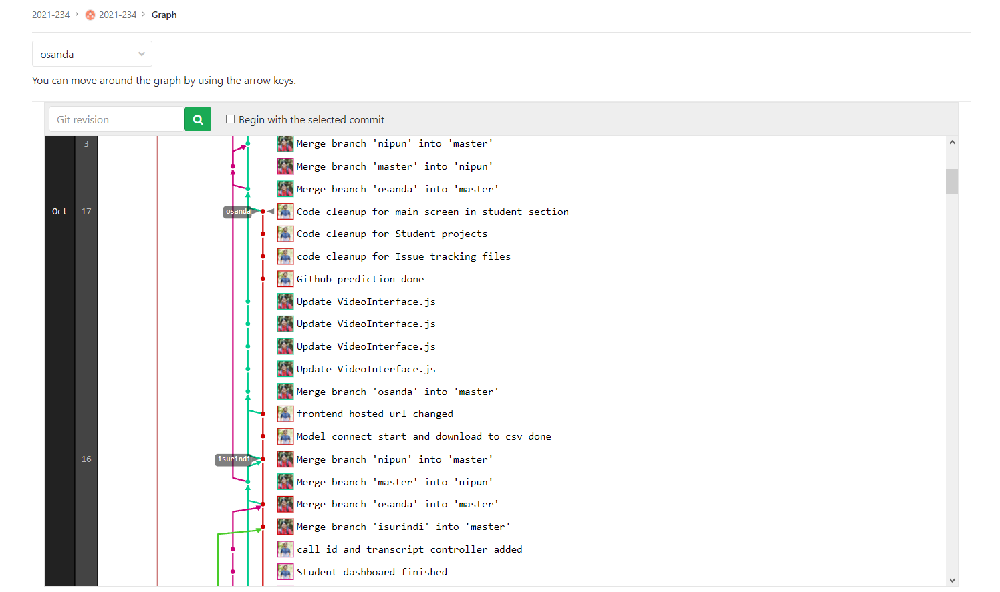 2021-234 > 2021-234 > Graph
osanda
You can move around the graph by using the arrow keys.
Git revision
Begin with the selected commit
3 Merge branch 'nipun' into 'master'
Merge branch 'master' into 'nipun'
Merge branch 'osanda' into 'master'
Oct 17 osanda Code cleanup for main screen in student section
Code cleanup for Student projects
code cleanup for Issue tracking files
Github prediction done
Update VideoInterface.js
Update VideoInterface.js
Update VideoInterface.js
Update VideoInterface.js
Merge branch 'osanda' into 'master'
frontend hosted url changed
Model connect start and download to csv done
16 isurindi Merge branch 'nipun' into 'master'
Merge branch 'master' into 'nipun'
Merge branch 'osanda' into 'master'
Merge branch 'isurindi' into 'master'
call id and transcript controller added
Student dashboard finished